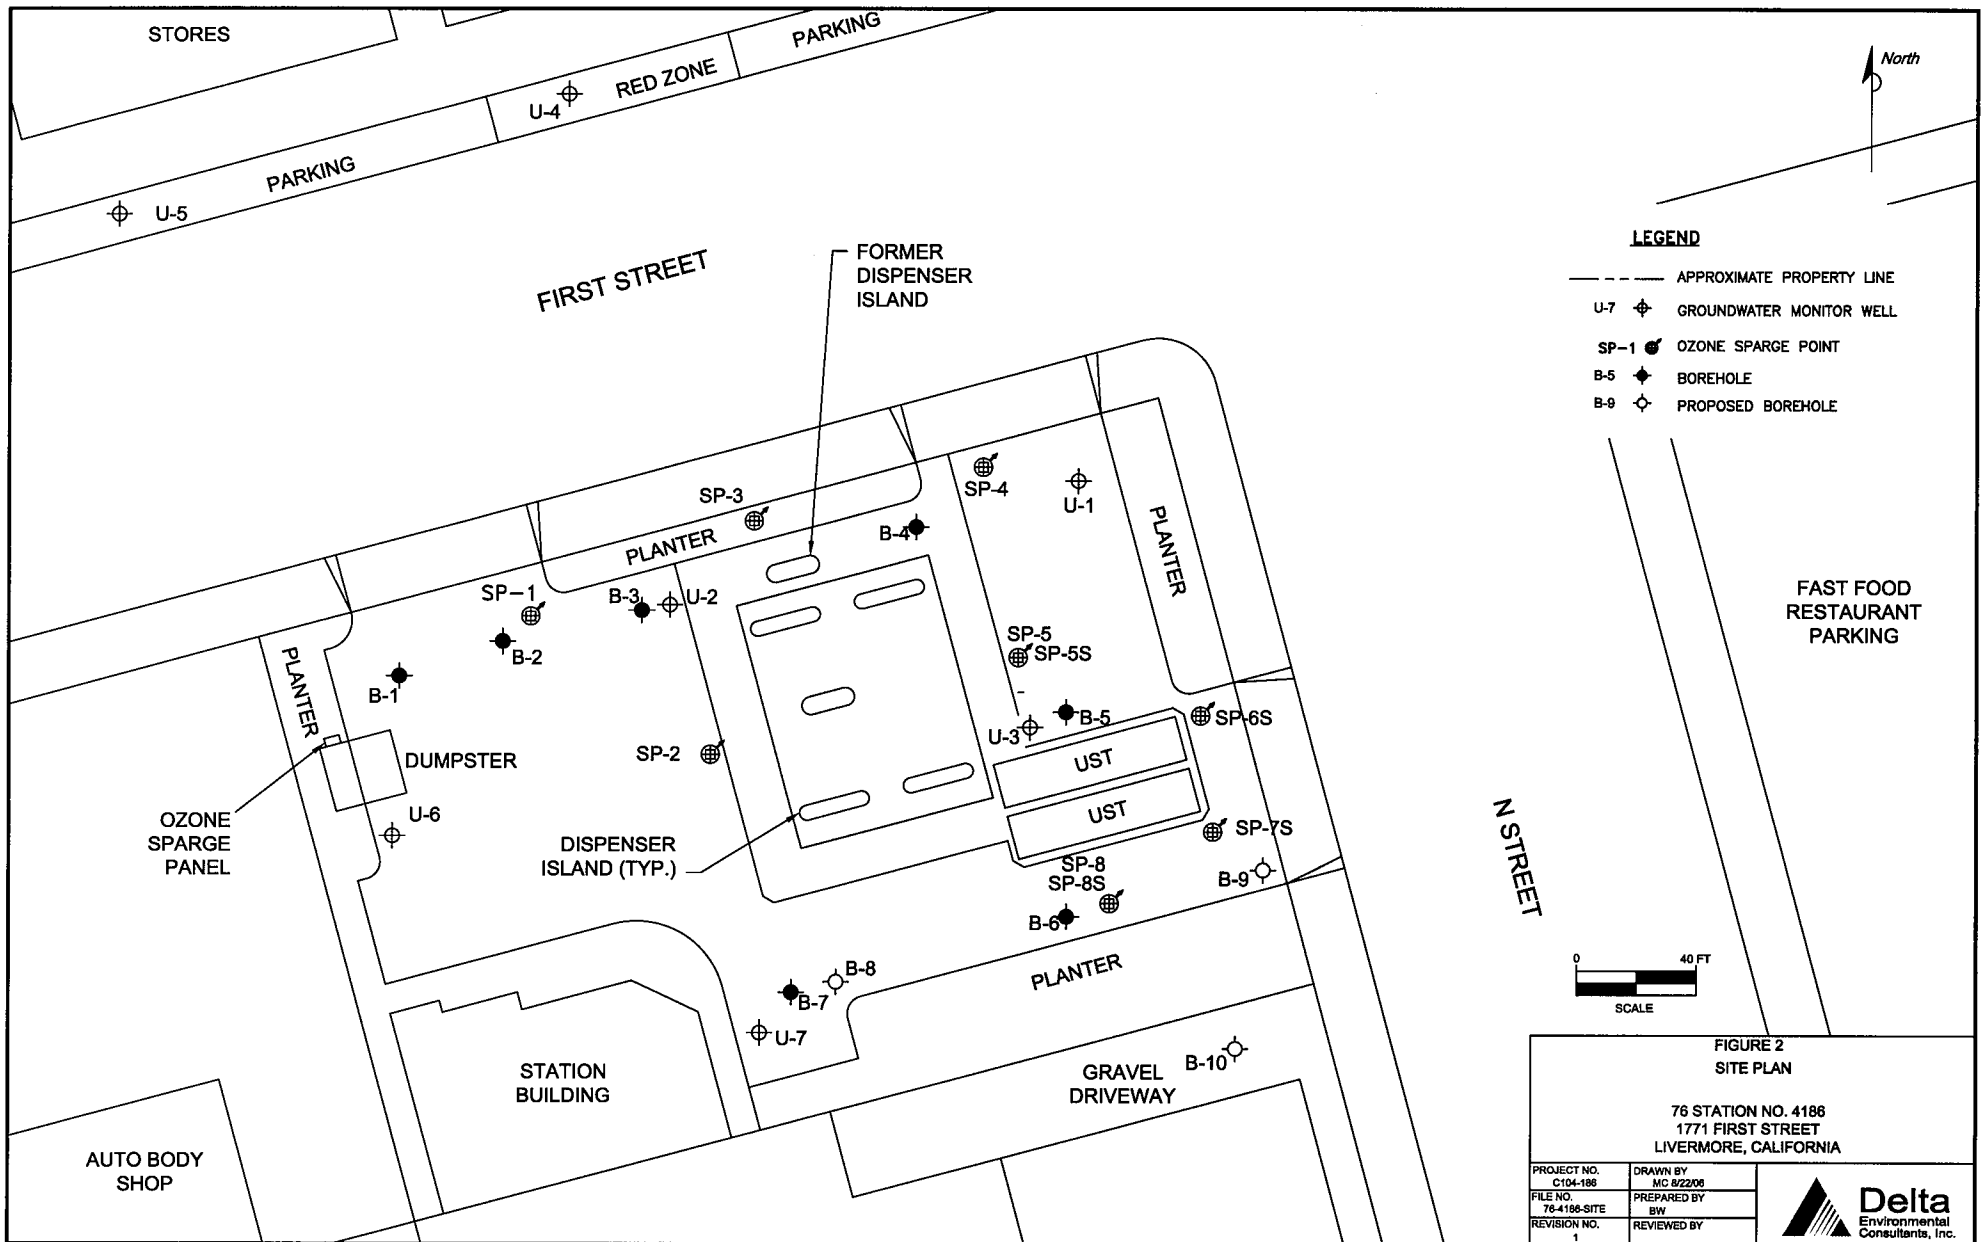 STORES
PARKING
North
RED ZONE
U-4
PARKING
U-5
LEGEND
FORMER
DISPENSER
ISLAND
FIRST STREET
APPROXIMATE PROPERTY LINE
U-7 GROUNDWATER MONITOR WELL
SP-1 OZONE SPARGE POINT
B-5 BOREHOLE
B-9 PROPOSED BOREHOLE
SP-3
SP-4
U-1
B-4
PLANTER
PLANTER
SP-1
B-3
U-2
FAST FOOD
RESTAURANT
PARKING
SP-5
SP-5S
B-2
PLANTER
B-1
B-5
SP-6S
U-3
SP-2
DUMPSTER
UST
UST
U-6
OZONE
SPARGE
PANEL
DISPENSER
ISLAND (TYP.)
SP-7S
N STREET
SP-8
SP-8S
B-9
B-6
PLANTER
B-8
B-7
U-7
0 40 FT
SCALE
STATION
BUILDING
GRAVEL
DRIVEWAY
B-10
AUTO BODY
SHOP
FIGURE 2
SITE PLAN
76 STATION NO. 4186
1771 FIRST STREET
LIVERMORE, CALIFORNIA
PROJECT NO.
C104-186
DRAWN BY
MC 8/22/06
FILE NO.
76-4186-SITE
PREPARED BY
BW
REVISION NO.
1
REVIEWED BY
Delta
Environmental
Consultants, Inc.